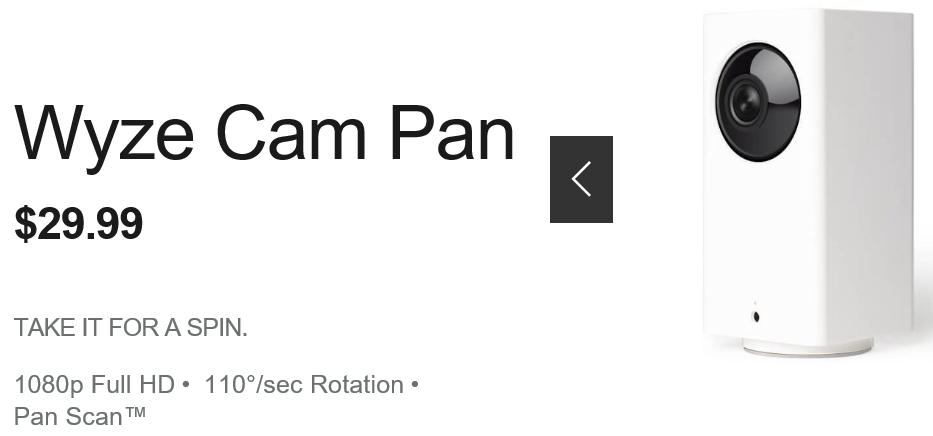 Wyze Cam Pan
$29.99
TAKE IT FOR A SPIN.
1080p Full HD •  110°/sec Rotation •
Pan Scan™